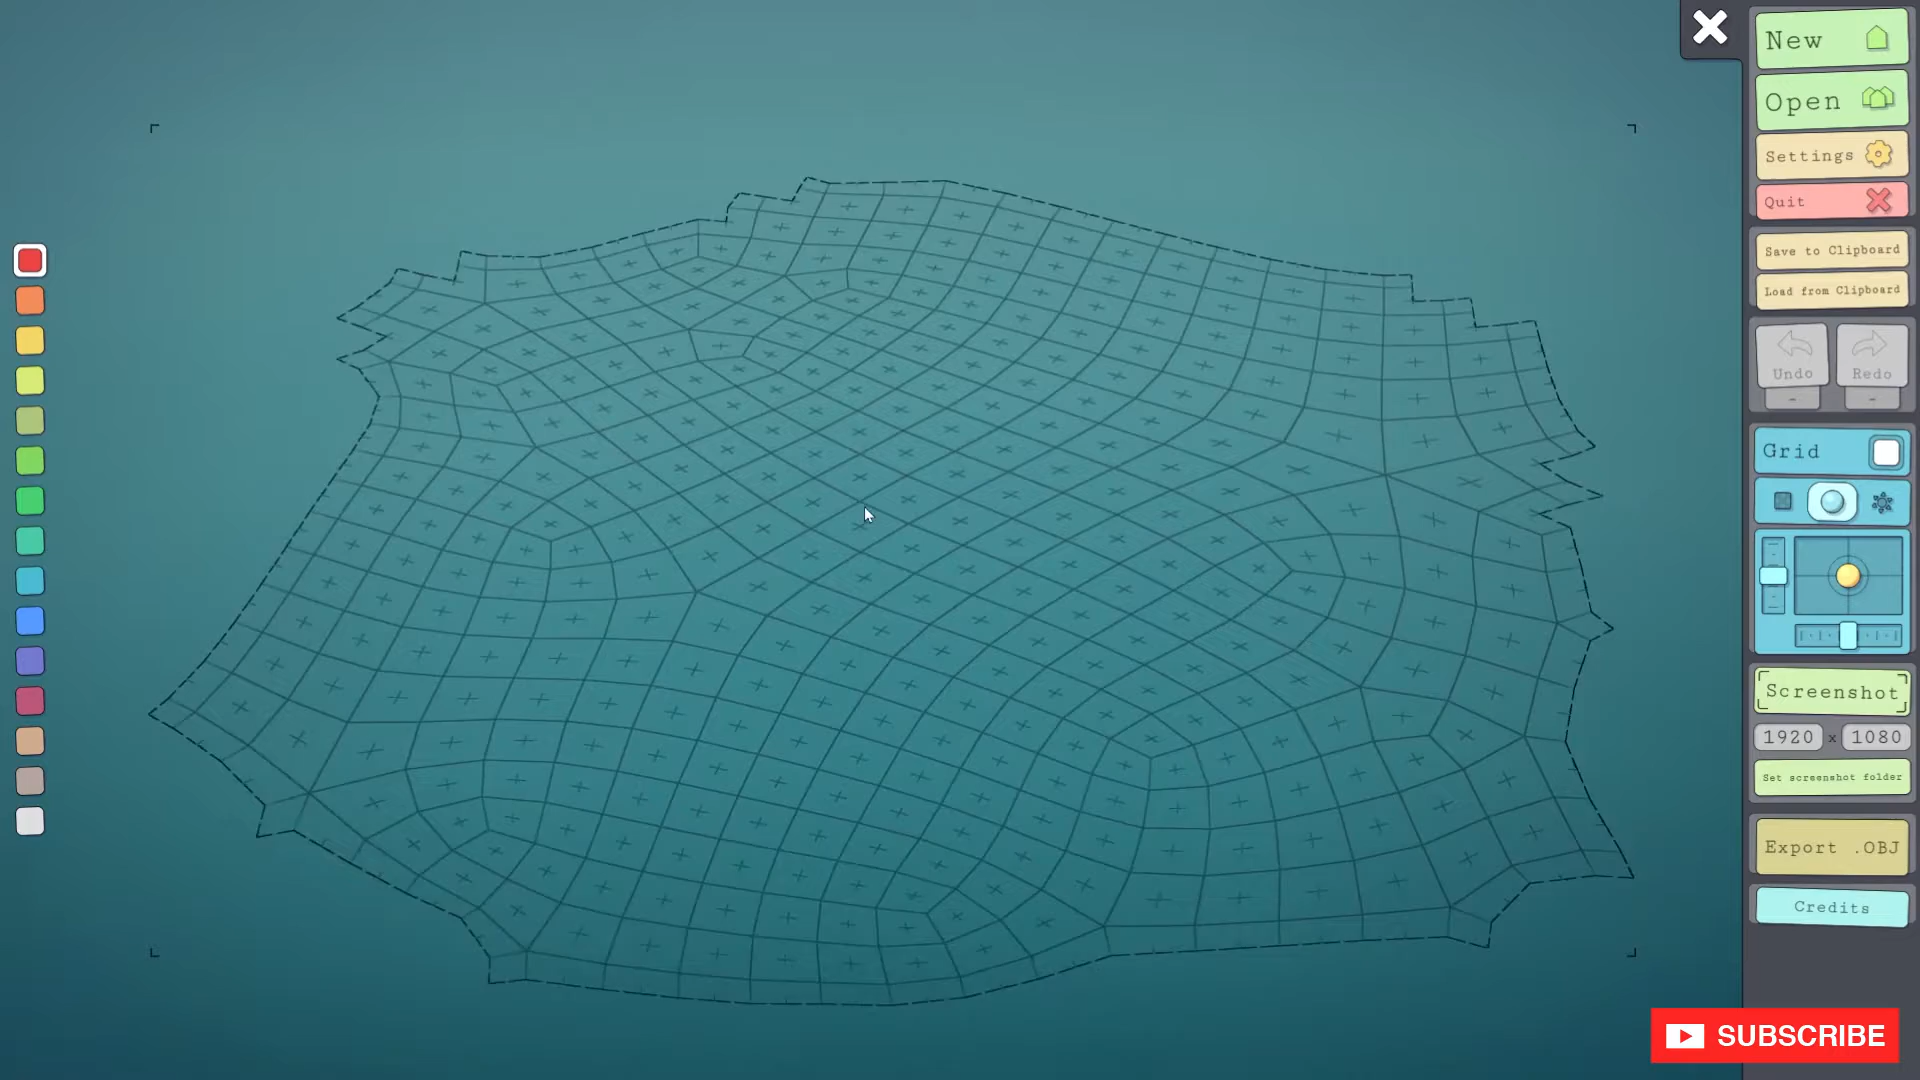 New
Open
Settings
Quit
Save to Clipboard
Load from Clipboard
Undo
Redo
Grid
Screenshot
1920 x 1080
Set screenshot folder
Export .OBJ
Credits
SUBSCRIBE